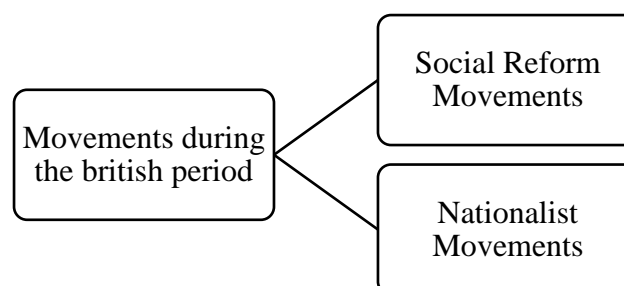 Movements during
the british period
Social Reform
Movements
Nationalist
Movements